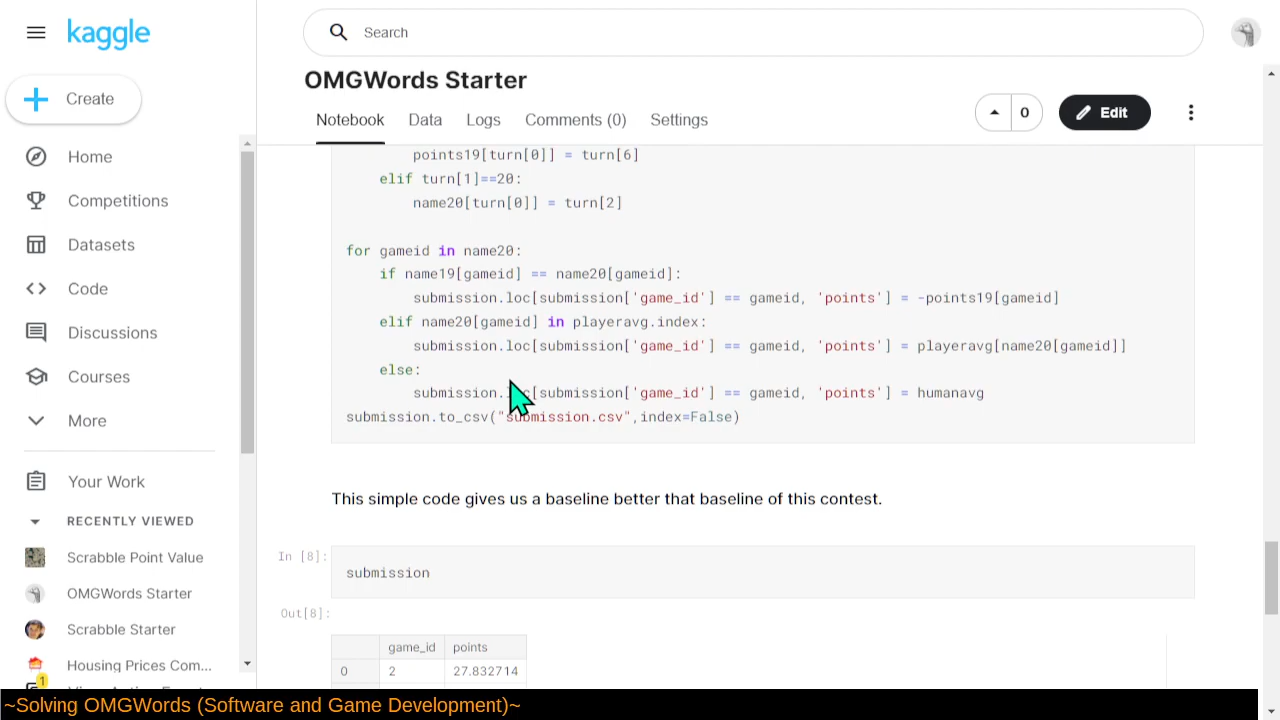 kaggle
Search
Create
OMGWords Starter
Notebook
Data
Logs
Comments (0)
Settings
0
Edit
Home
Competitions
Datasets
Code
Discussions
Courses
More
Your Work
RECENTLY VIEWED
Scrabble Point Value
OMGWords Starter
Scrabble Starter
Housing Prices Com...
1
points19[turn[0]] = turn[6]
elif turn[1]==20:
name20[turn[0]] = turn[2]
for gameid in name20:
if name19[gameid] == name20[gameid]:
submission.loc[submission['game_id'] == gameid, 'points'] = -points19[gameid]
elif name20[gameid] in playeravg.index:
submission.loc[submission['game_id'] == gameid, 'points'] = playeravg[name20[gameid]]
else:
submission.loc[submission['game_id'] == gameid, 'points'] = humanavg
submission.to_csv("submission.csv",index=False)
This simple code gives us a baseline better that baseline of this contest.
In [8]:
submission
Out[8]:
game_id points
0 2 27.832714
~Solving OMGWords (Software and Game Development)~